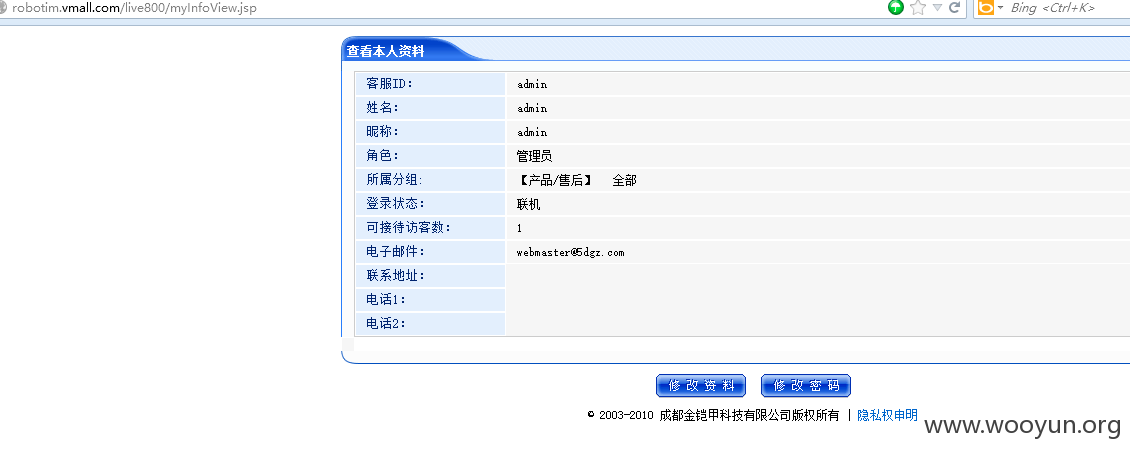 robotim.vmall.com/live800/myInfoView.jsp Bing <Ctrl+K>
查看本人资料
客服ID: admin
姓名: admin
昵称: admin
角色: 管理员
所属分组: 【产品/售后】 全部
登录状态: 联机
可接待访客数: 1
电子邮件: webmaster@5dgz.com
联系地址:
电话1:
电话2:
修改资料 修改密码
© 2003-2010 成都金铠甲科技有限公司版权所有 | 隐私权申明
www.wooyun.org